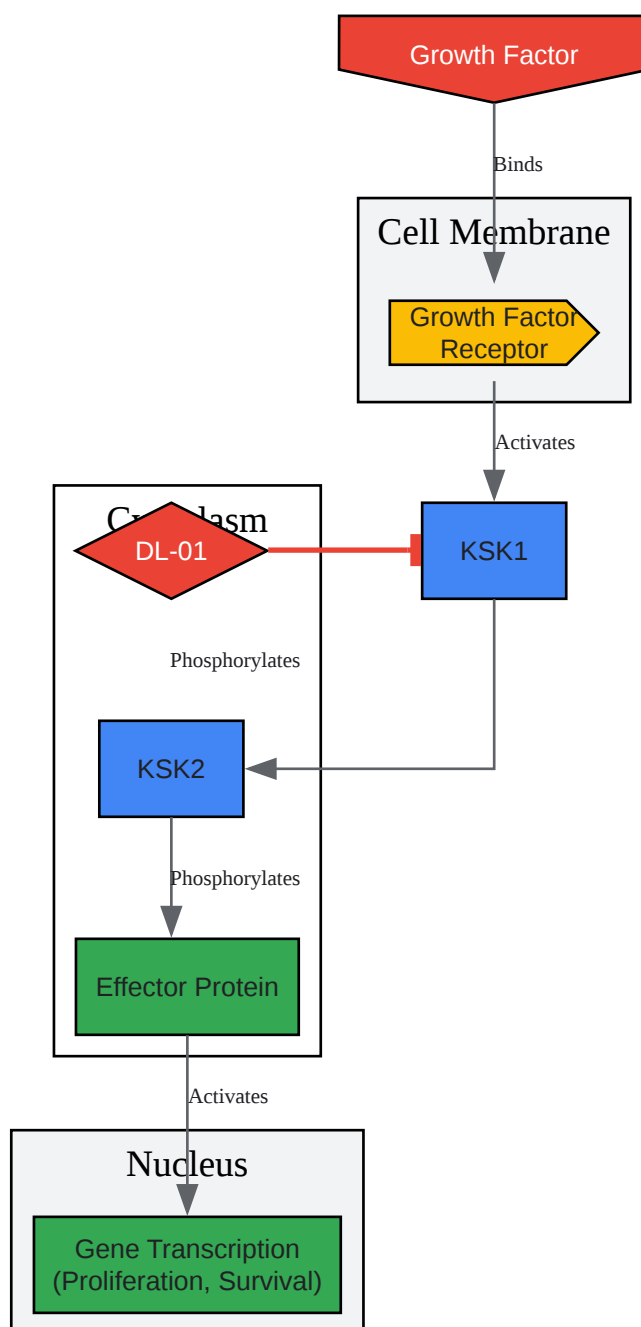 Growth Factor
Binds
Cell Membrane
Growth Factor
Receptor
Activates
DL-01
KSK1
Phosphorylates
KSK2
Phosphorylates
Effector Protein
Activates
Nucleus
Gene Transcription
(Proliferation, Survival)